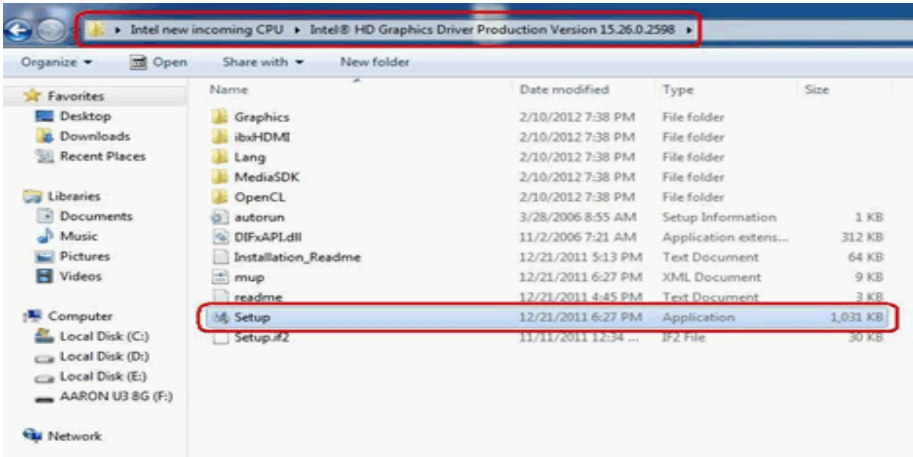 Intel new incoming CPU Intel® HD Graphics Driver Production Version 15.26.0.2598
Organize Open Share with New folder
Name Date modified Type Size
Favorites
Desktop
Downloads
Recent Places
Libraries
Documents
Music
Pictures
Videos
Computer
Local Disk (C:)
Local Disk (D:)
Local Disk (E:)
AARON U3 8G (F:)
Network
Graphics 2/10/2012 7:38 PM File folder
ibxHDMI 2/10/2012 7:38 PM File folder
Lang 2/10/2012 7:38 PM File folder
MediaSDK 2/10/2012 7:38 PM File folder
OpenCL 2/10/2012 7:38 PM File folder
autorun 3/28/2006 8:55 AM Setup Information 1 KB
DIFxAPI.dll 11/2/2006 7:21 AM Application extens... 312 KB
Installation_Readme 12/21/2011 5:13 PM Text Document 64 KB
mup 12/21/2011 6:27 PM XML Document 9 KB
readme 12/21/2011 4:45 PM Text Document 3 KB
Setup 12/21/2011 6:27 PM Application 1,031 KB
Setup.if2 11/11/2011 12:34 ... IF2 File 30 KB